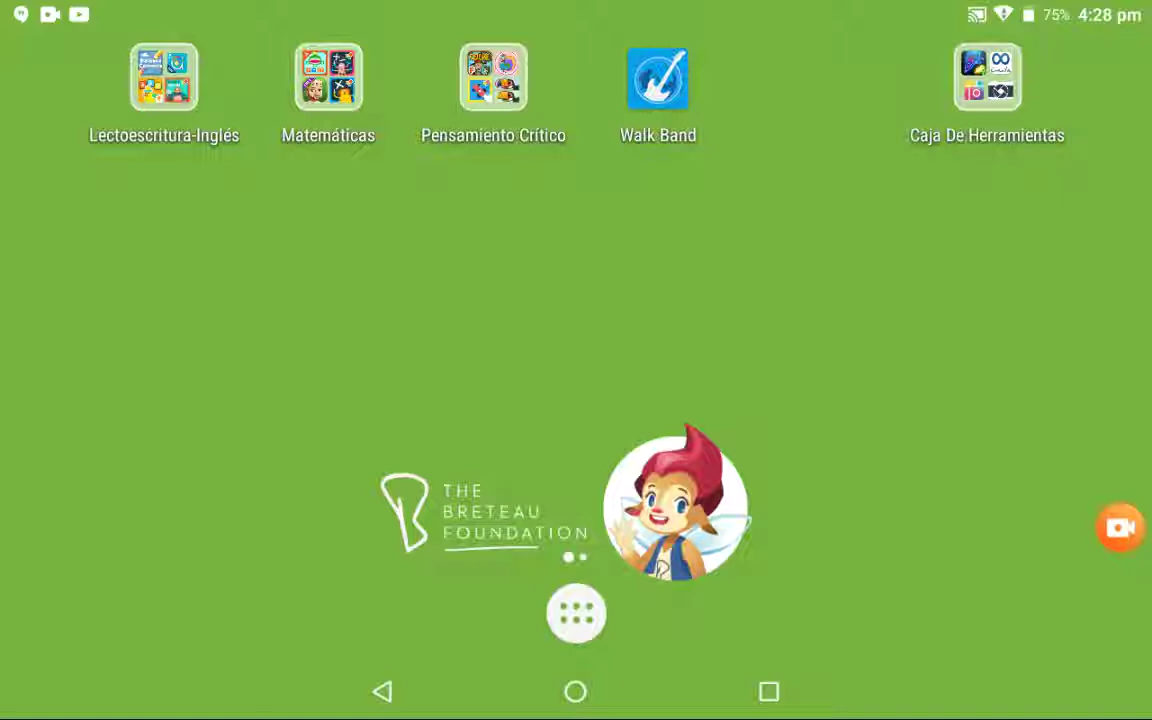 75% 4:28 pm
Lectoescritura-Inglés Matemáticas Pensamiento Crítico Walk Band Caja De Herramientas
THE
BRETEAU
FOUNDATION